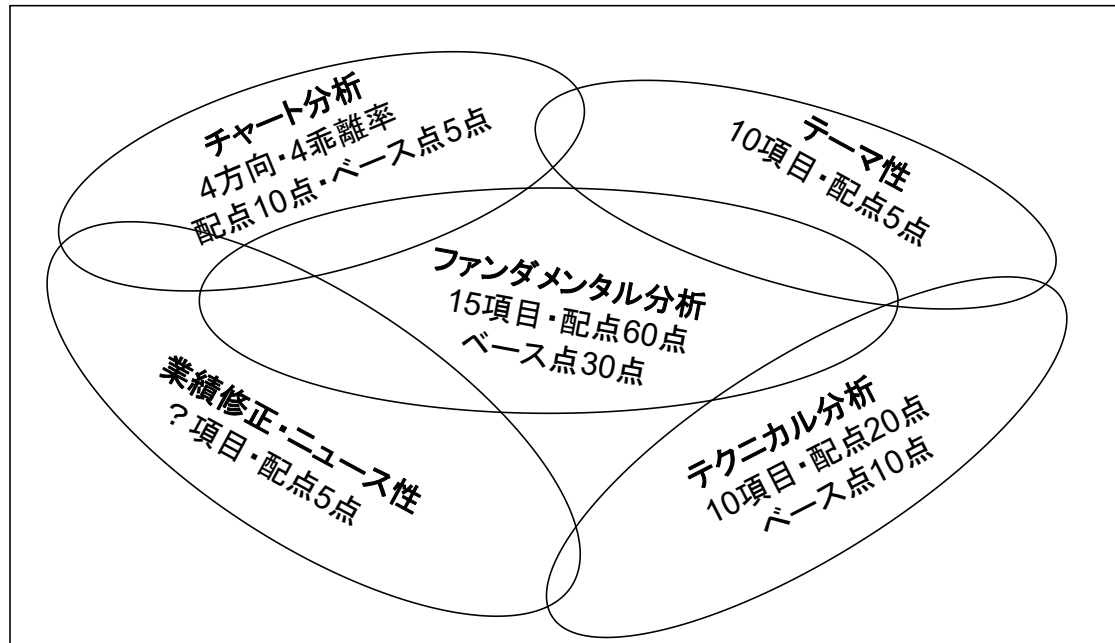 チャート分析
4方向・4乖離率
配点10点・ベース点5点
テーマ性
10項目・配点5点
ファンダメンタル分析
15項目・配点60点
ベース点30点
業績修正・ニュース性
？項目・配点5点
テクニカル分析
10項目・配点20点
ベース点10点